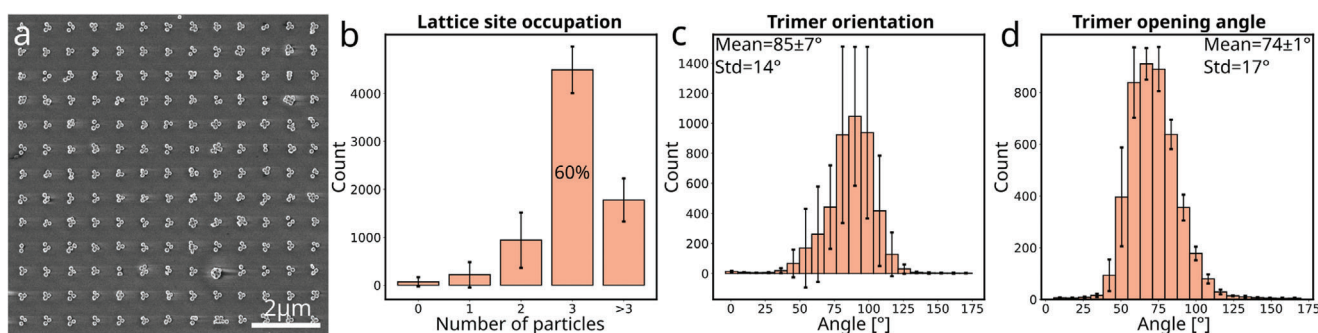 a
2μm
b
Lattice site occupation
Count
4000
3000
2000
1000
0
60%
0 1 2 3 >3
Number of particles
c
Trimer orientation
Mean=85±7°
Std=14°
Count
1400
1200
1000
800
600
400
200
0
0 25 50 75 100 125 150 175
Angle [°]
d
Trimer opening angle
Mean=74±1°
Std=17°
Count
800
600
400
200
0
0 25 50 75 100 125 150 175
Angle [°]